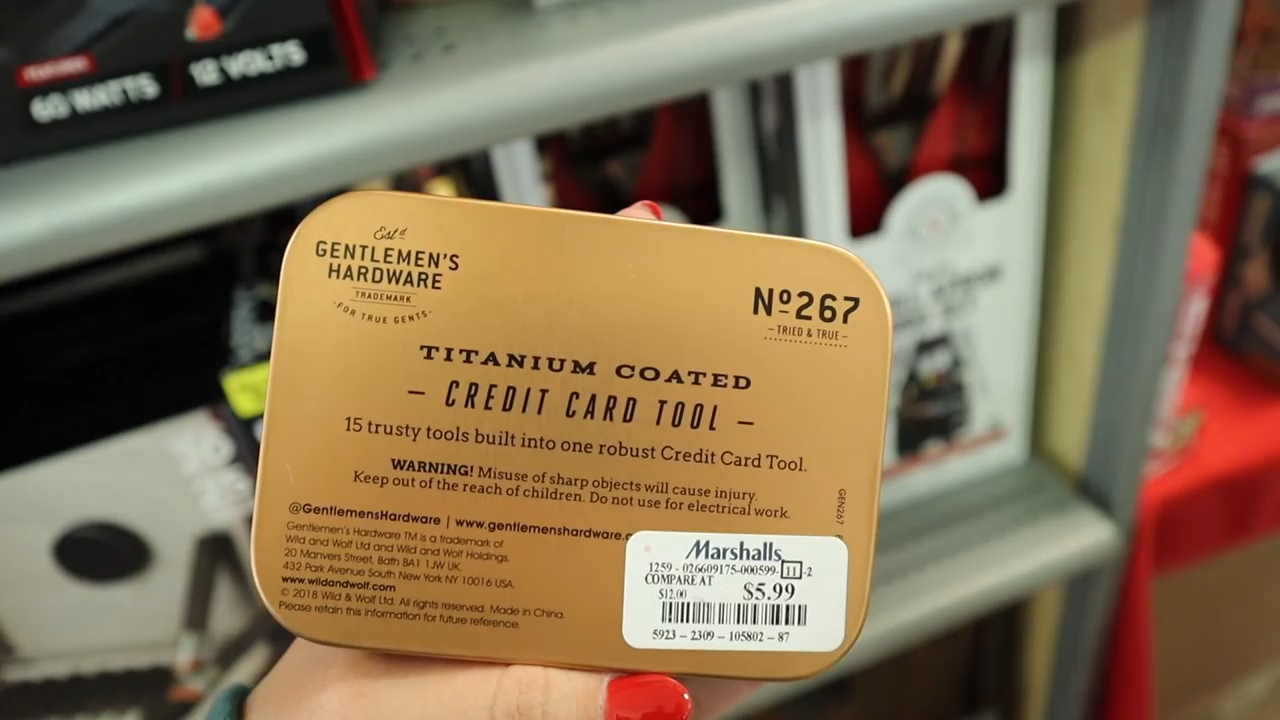 FEATURING
60 WATTS
12 VOLTS
Estd
GENTLEMEN'S
HARDWARE
TRADEMARK
-FOR TRUE GENTS-
Nº267
-TRIED & TRUE-
TITANIUM COATED
- CREDIT CARD TOOL -
15 trusty tools built into one robust Credit Card Tool.
WARNING! Misuse of sharp objects will cause injury.
Keep out of the reach of children. Do not use for electrical work.
GEN267
@GentlemensHardware | www.gentlemenshardware.c
Gentlemen's Hardware TM is a trademark of
Wild and Wolf Ltd and Wild and Wolf Holdings.
20 Manvers Street, Bath BA1 1JW UK.
432 Park Avenue South New York NY 10016 USA.
www.wildandwolf.com
© 2018 Wild & Wolf Ltd. All rights reserved. Made in China.
Please retain this information for future reference.
Marshalls
1259 - 026609175-000599-11-2
COMPARE AT
$12.00
$5.99
5923 - 2309 - 105802 - 87